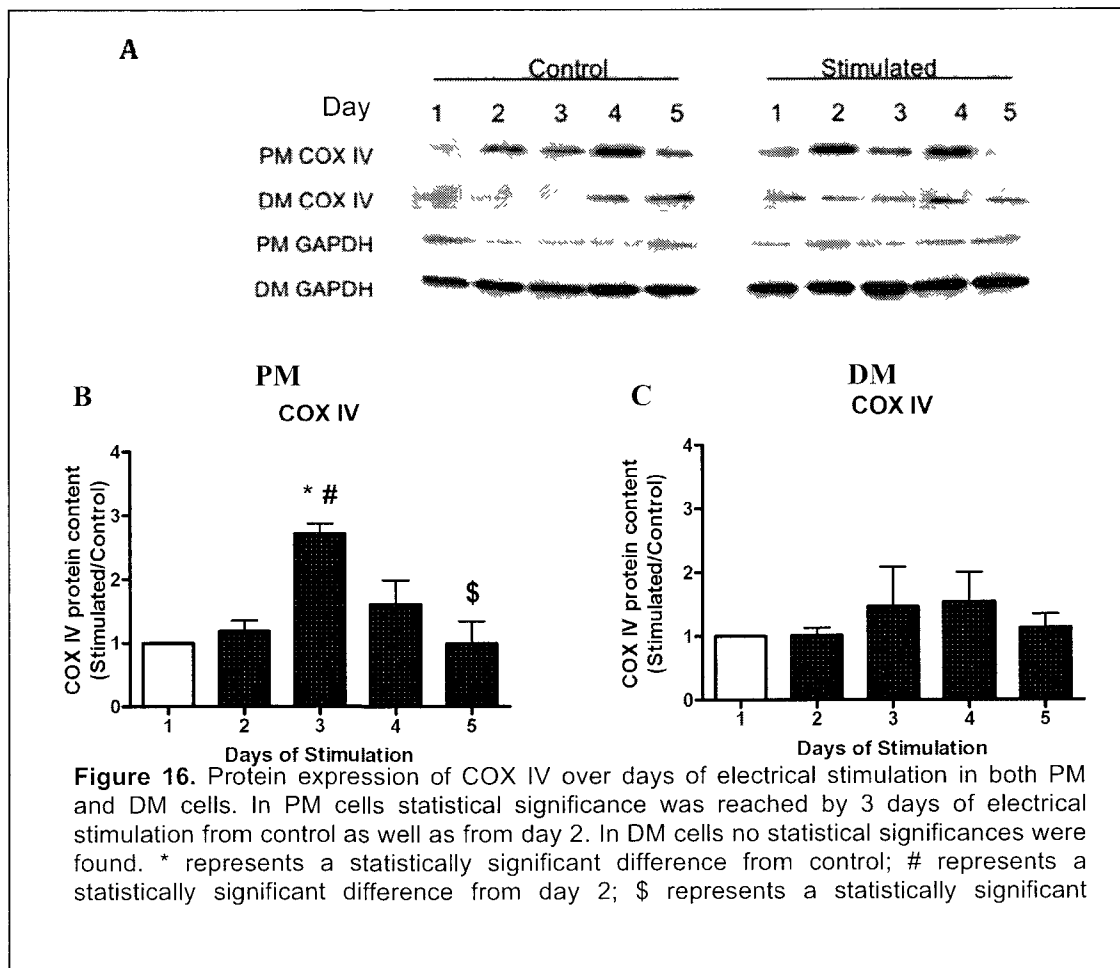 A
Control Stimulated
Day 1 2 3 4 5 1 2 3 4 5
PM COX IV
DM COX IV
PM GAPDH
DM GAPDH
B
PM
COX IV
COX IV protein content
(Stimulated/Control)
4
3
2
1
0
* #
$
1 2 3 4 5
Days of Stimulation
C
DM
COX IV
COX IV protein content
(Stimulated/Control)
4
3
2
1
0
1 2 3 4 5
Days of Stimulation
Figure 16. Protein expression of COX IV over days of electrical stimulation in both PM
and DM cells. In PM cells statistical significance was reached by 3 days of electrical
stimulation from control as well as from day 2. In DM cells no statistical significances were
found. * represents a statistically significant difference from control; # represents a
statistically significant difference from day 2; $ represents a statistically significant